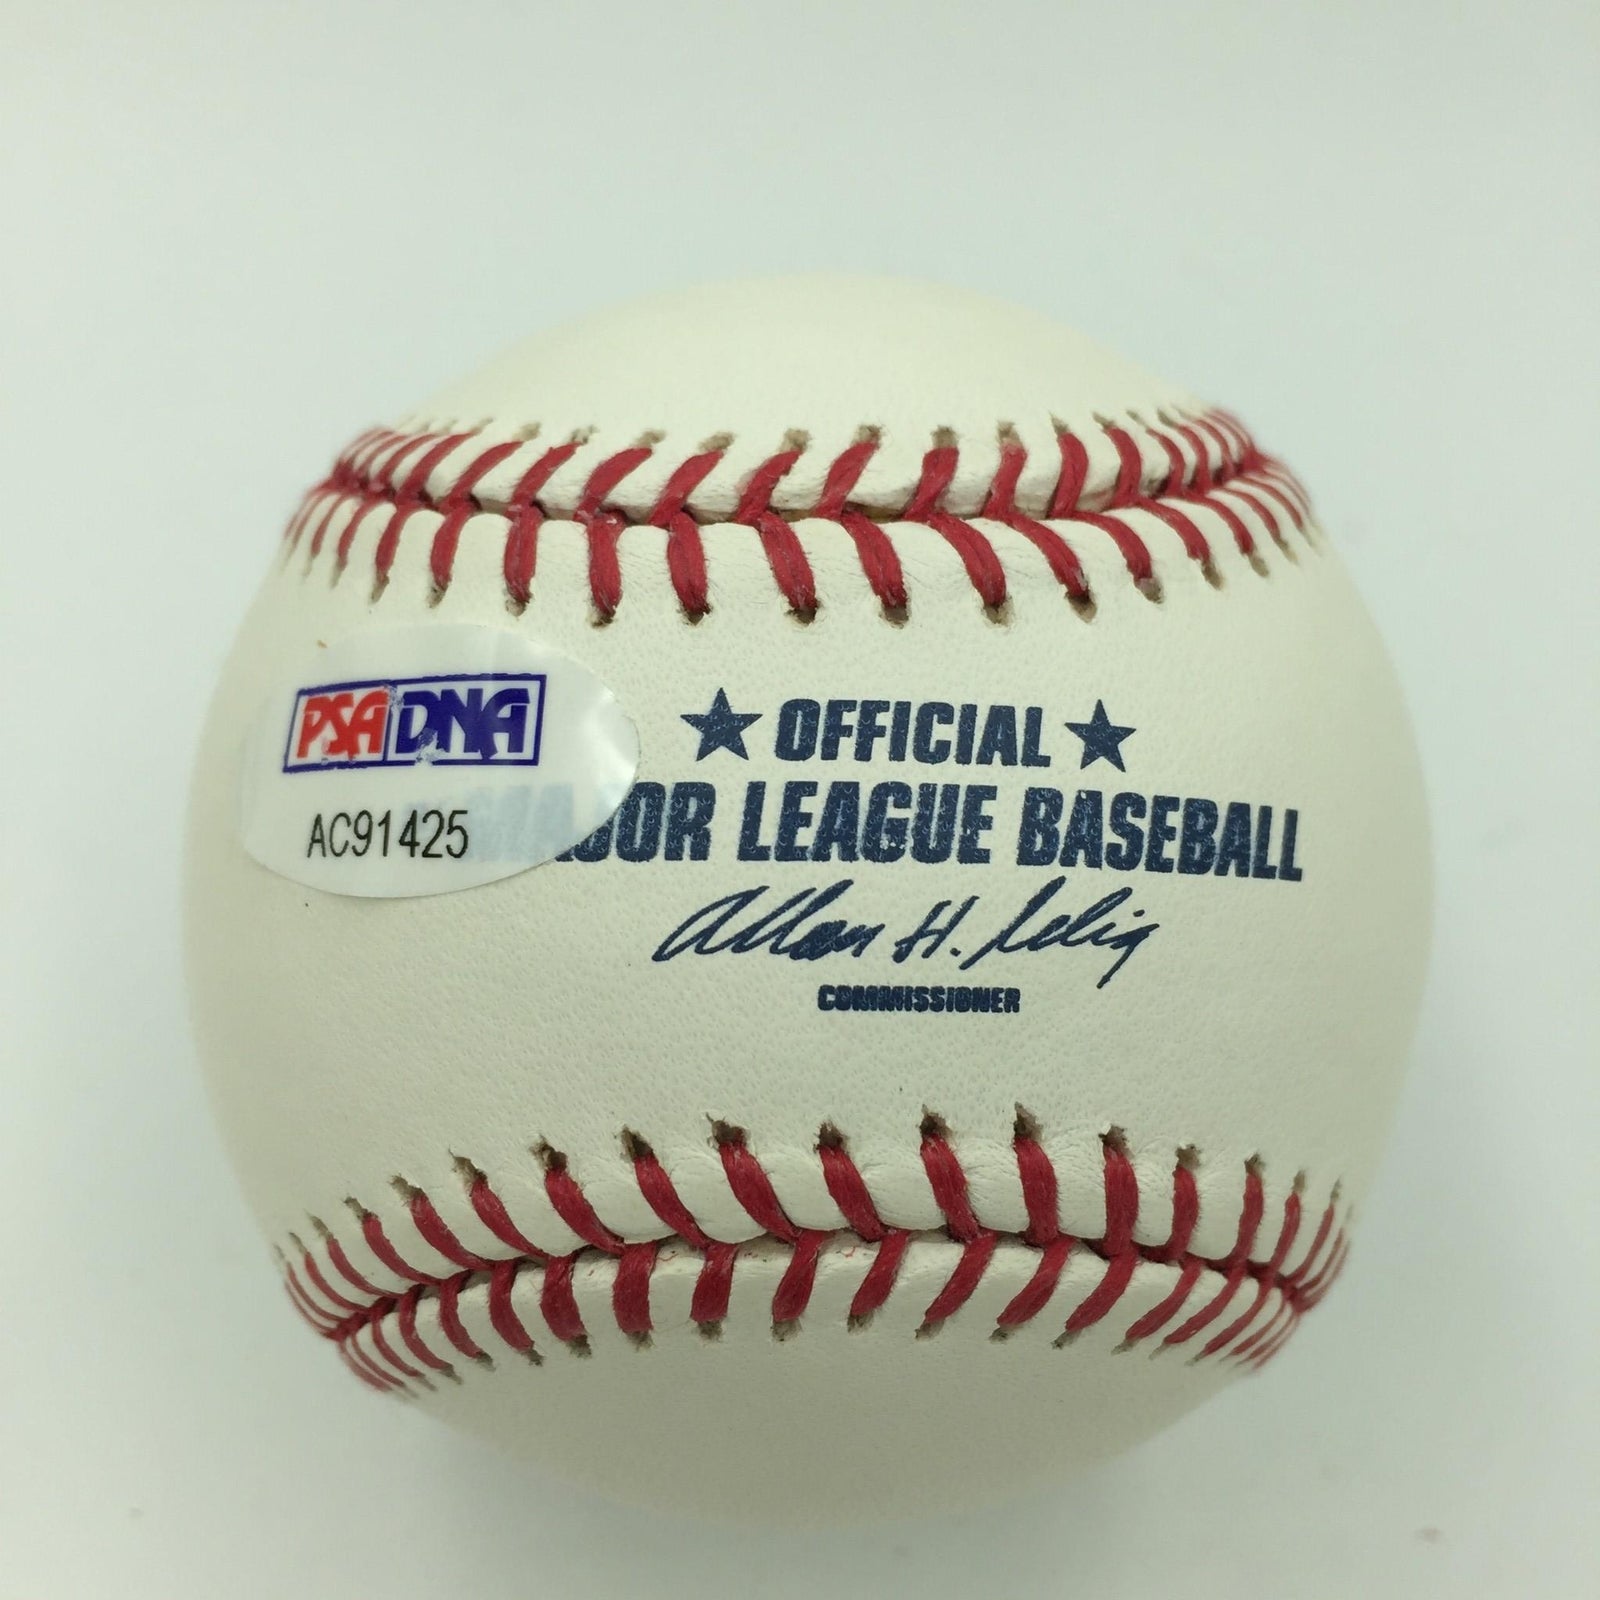 PSA DNA
AC91425
★ OFFICIAL ★
MAJOR LEAGUE BASEBALL
Allan H. Selig
COMMISSIONER